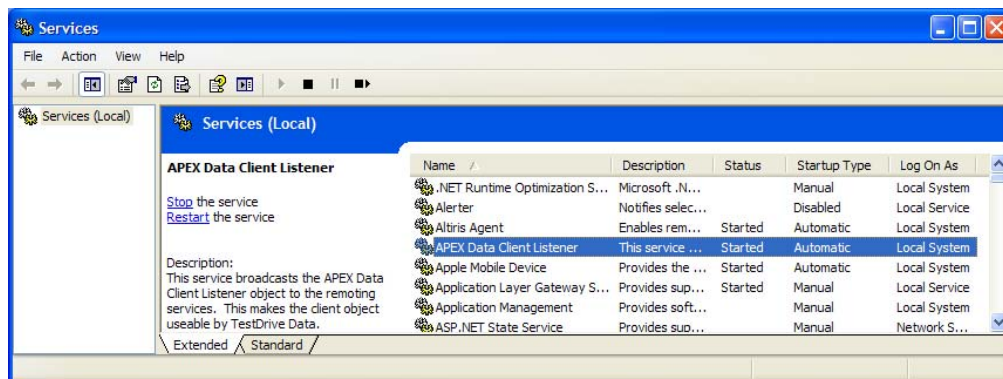 Services
File Action View Help
Services (Local)
Services (Local)
APEX Data Client Listener
Stop the service
Restart the service
Description:
This service broadcasts the APEX Data
Client Listener object to the remoting
services. This makes the client object
useable by TestDrive Data.
Name Description Status Startup Type Log On As
.NET Runtime Optimization S... Microsoft .N... Manual Local System
Alerter Notifies selec... Disabled Local Service
Altiris Agent Enables rem... Started Automatic Local System
APEX Data Client Listener This service ... Started Automatic Local System
Apple Mobile Device Provides the ... Started Automatic Local System
Application Layer Gateway S... Provides sup... Started Manual Local Service
Application Management Provides soft... Manual Local System
ASP.NET State Service Provides sup... Manual Network S...
Extended Standard